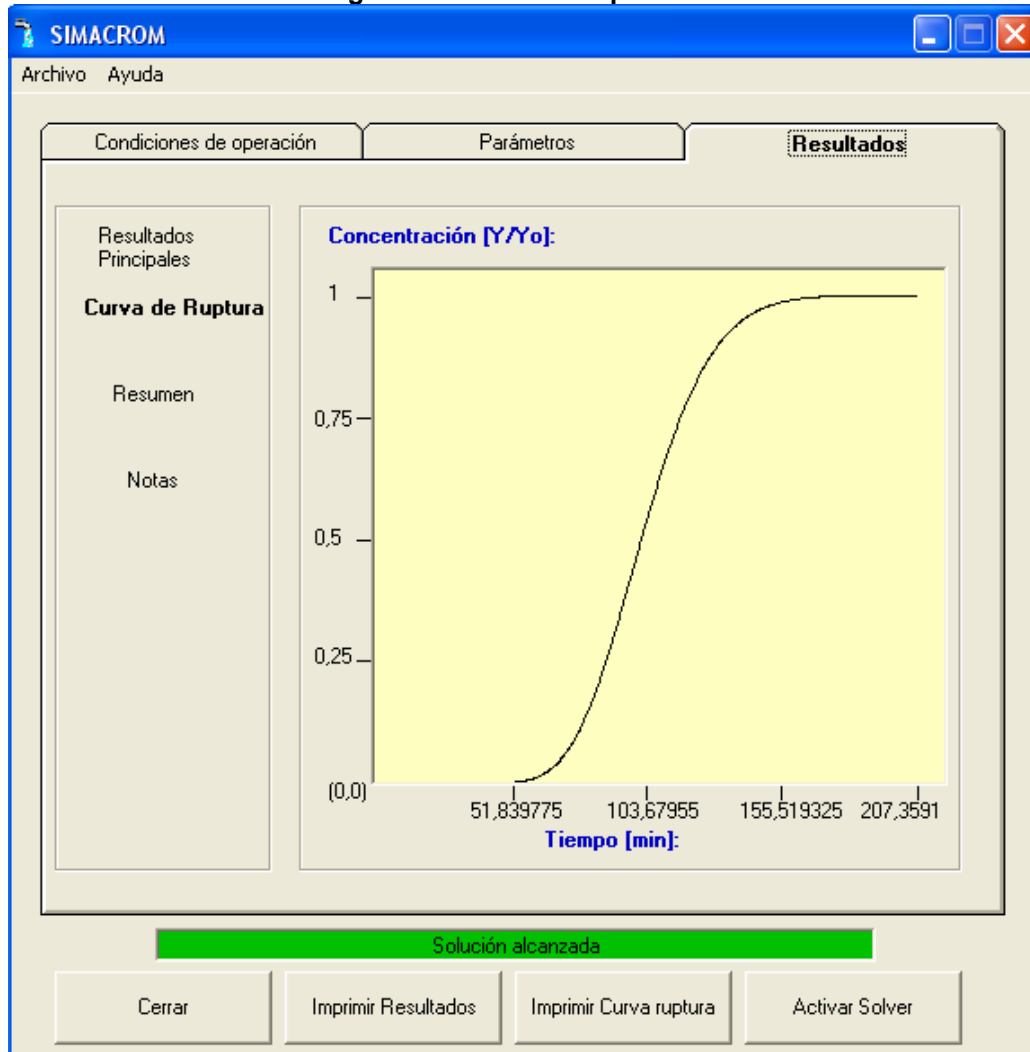 SIMACROM
Archivo Ayuda
Condiciones de operación Parámetros Resultados
Resultados
Principales
Curva de Ruptura
Resumen
Notas
Concentración [Y/Yo]:
1
0,75
0,5
0,25
(0,0)
51,839775 103,67955 155,519325 207,3591
Tiempo [min]:
Solución alcanzada
Cerrar Imprimir Resultados Imprimir Curva ruptura Activar Solver